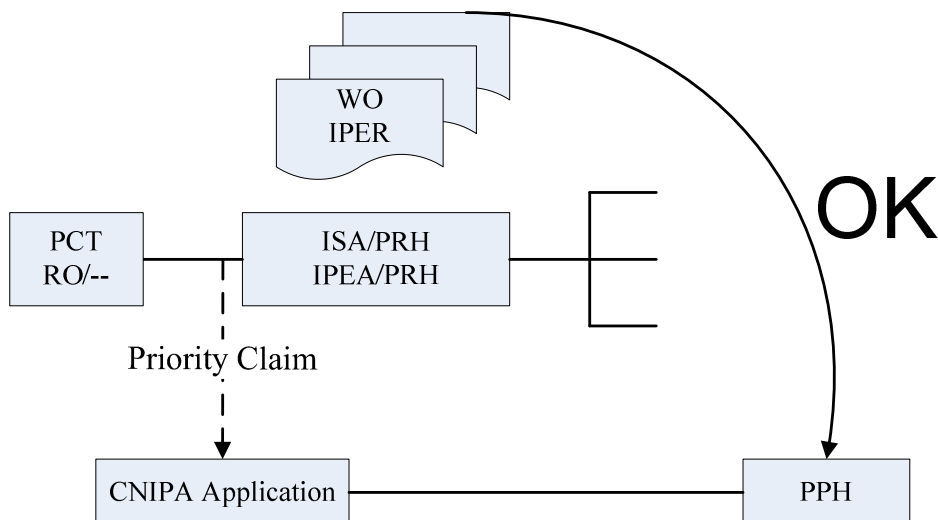 WO
IPER
OK
PCT
RO/--
ISA/PRH
IPEA/PRH
Priority Claim
CNIPA Application
PPH